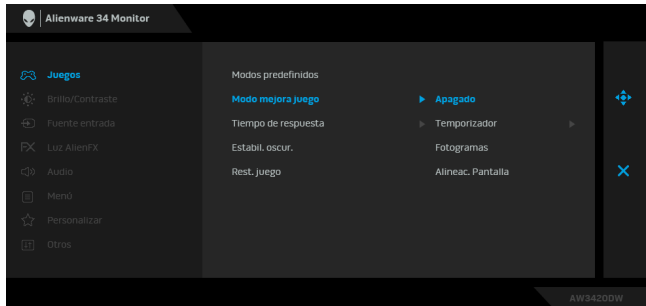 Alienware 34 Monitor
Juegos
Brillo/Contraste
Fuente entrada
FX Luz AlienFX
Audio
Menú
Personalizar
Otros
Modos predefinidos
Modo mejora juego
Tiempo de respuesta
Estabil. oscur.
Rest. juego
Apagado
Temporizador
Fotogramas
Alineac. Pantalla
AW3420DW